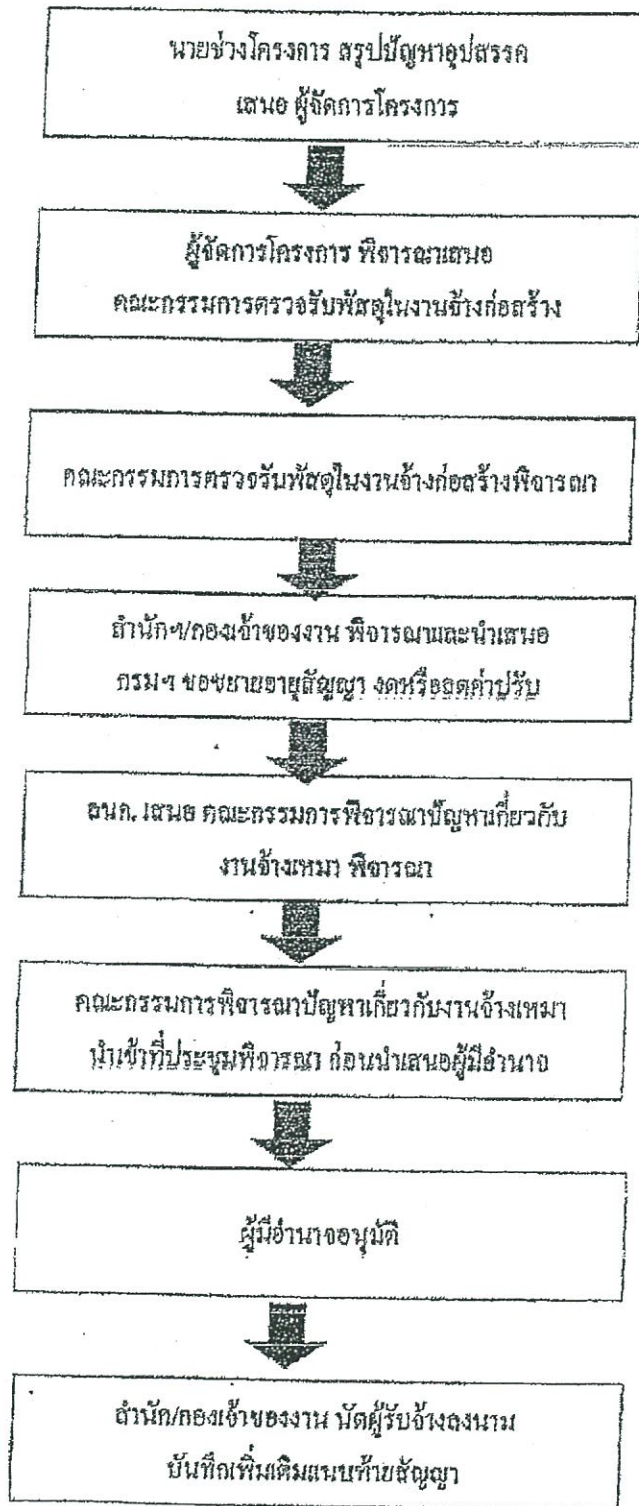 นายช่างโครงการ สรุปปัญหาอุปสรรค
เสนอ ผู้จัดการโครงการ
ผู้จัดการโครงการ พิจารณาเสนอ
คณะกรรมการตรวจรับพัสดุในงานจ้างก่อสร้าง
คณะกรรมการตรวจรับพัสดุในงานจ้างก่อสร้างพิจารณา
สำนักฯ/กองเจ้าของงาน พิจารณาและนำเสนอ
กรมฯ ขอขยายอายุสัญญา งดหรือลดค่าปรับ
เสนอ คณะกรรมการพิจารณาปัญหาเกี่ยวกับ
งานจ้างเหมา พิจารณา
คณะกรรมการพิจารณาปัญหาเกี่ยวกับงานจ้างเหมา
นำเข้าที่ประชุมพิจารณา ก่อนนำเสนอผู้มีอำนาจ
ผู้มีอำนาจอนุมัติ
สำนัก/กองเจ้าของงาน นัดผู้รับจ้างลงนาม
บันทึกเพิ่มเติมแนบท้ายสัญญา